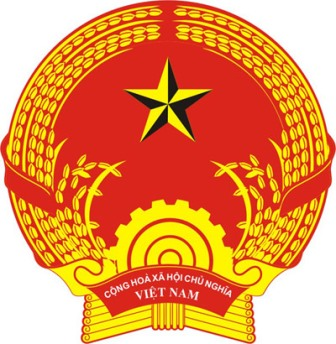 CỘNG HOÀ XÃ HỘI CHỦ NGHĨA
VIỆT NAM